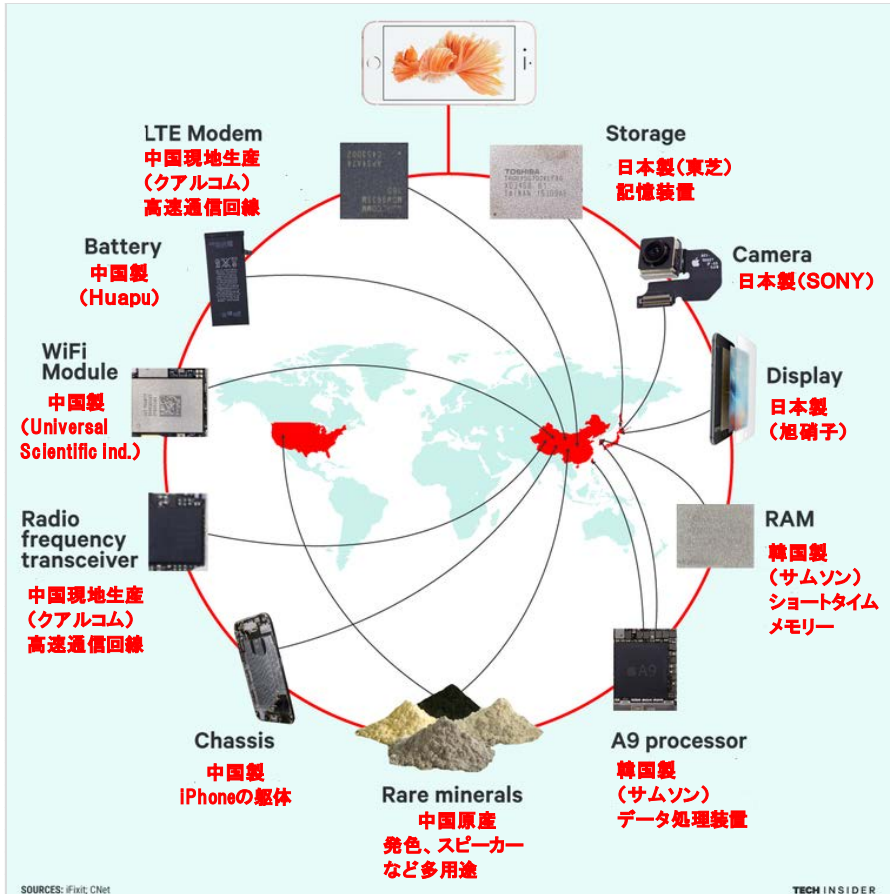 LTE Modem
中国現地生産
(クアルコム)
高速通信回線
Storage
日本製(東芝)
記憶装置
TOSHIBA
Battery
中国製
(Huapu)
Camera
日本製(SONY)
WiFi
Module
中国製
(Universal
Scientific Ind.)
Display
日本製
(旭硝子)
Radio
frequency
transceiver
中国現地生産
(クアルコム)
高速通信回線
RAM
韓国製
(サムソン)
ショートタイム
メモリー
A9
Chassis
中国製
iPhoneの躯体
Rare minerals
中国原産
発色、スピーカー
など多用途
A9 processor
韓国製
(サムソン)
データ処理装置
SOURCES: iFixit; CNet
TECH INSIDER